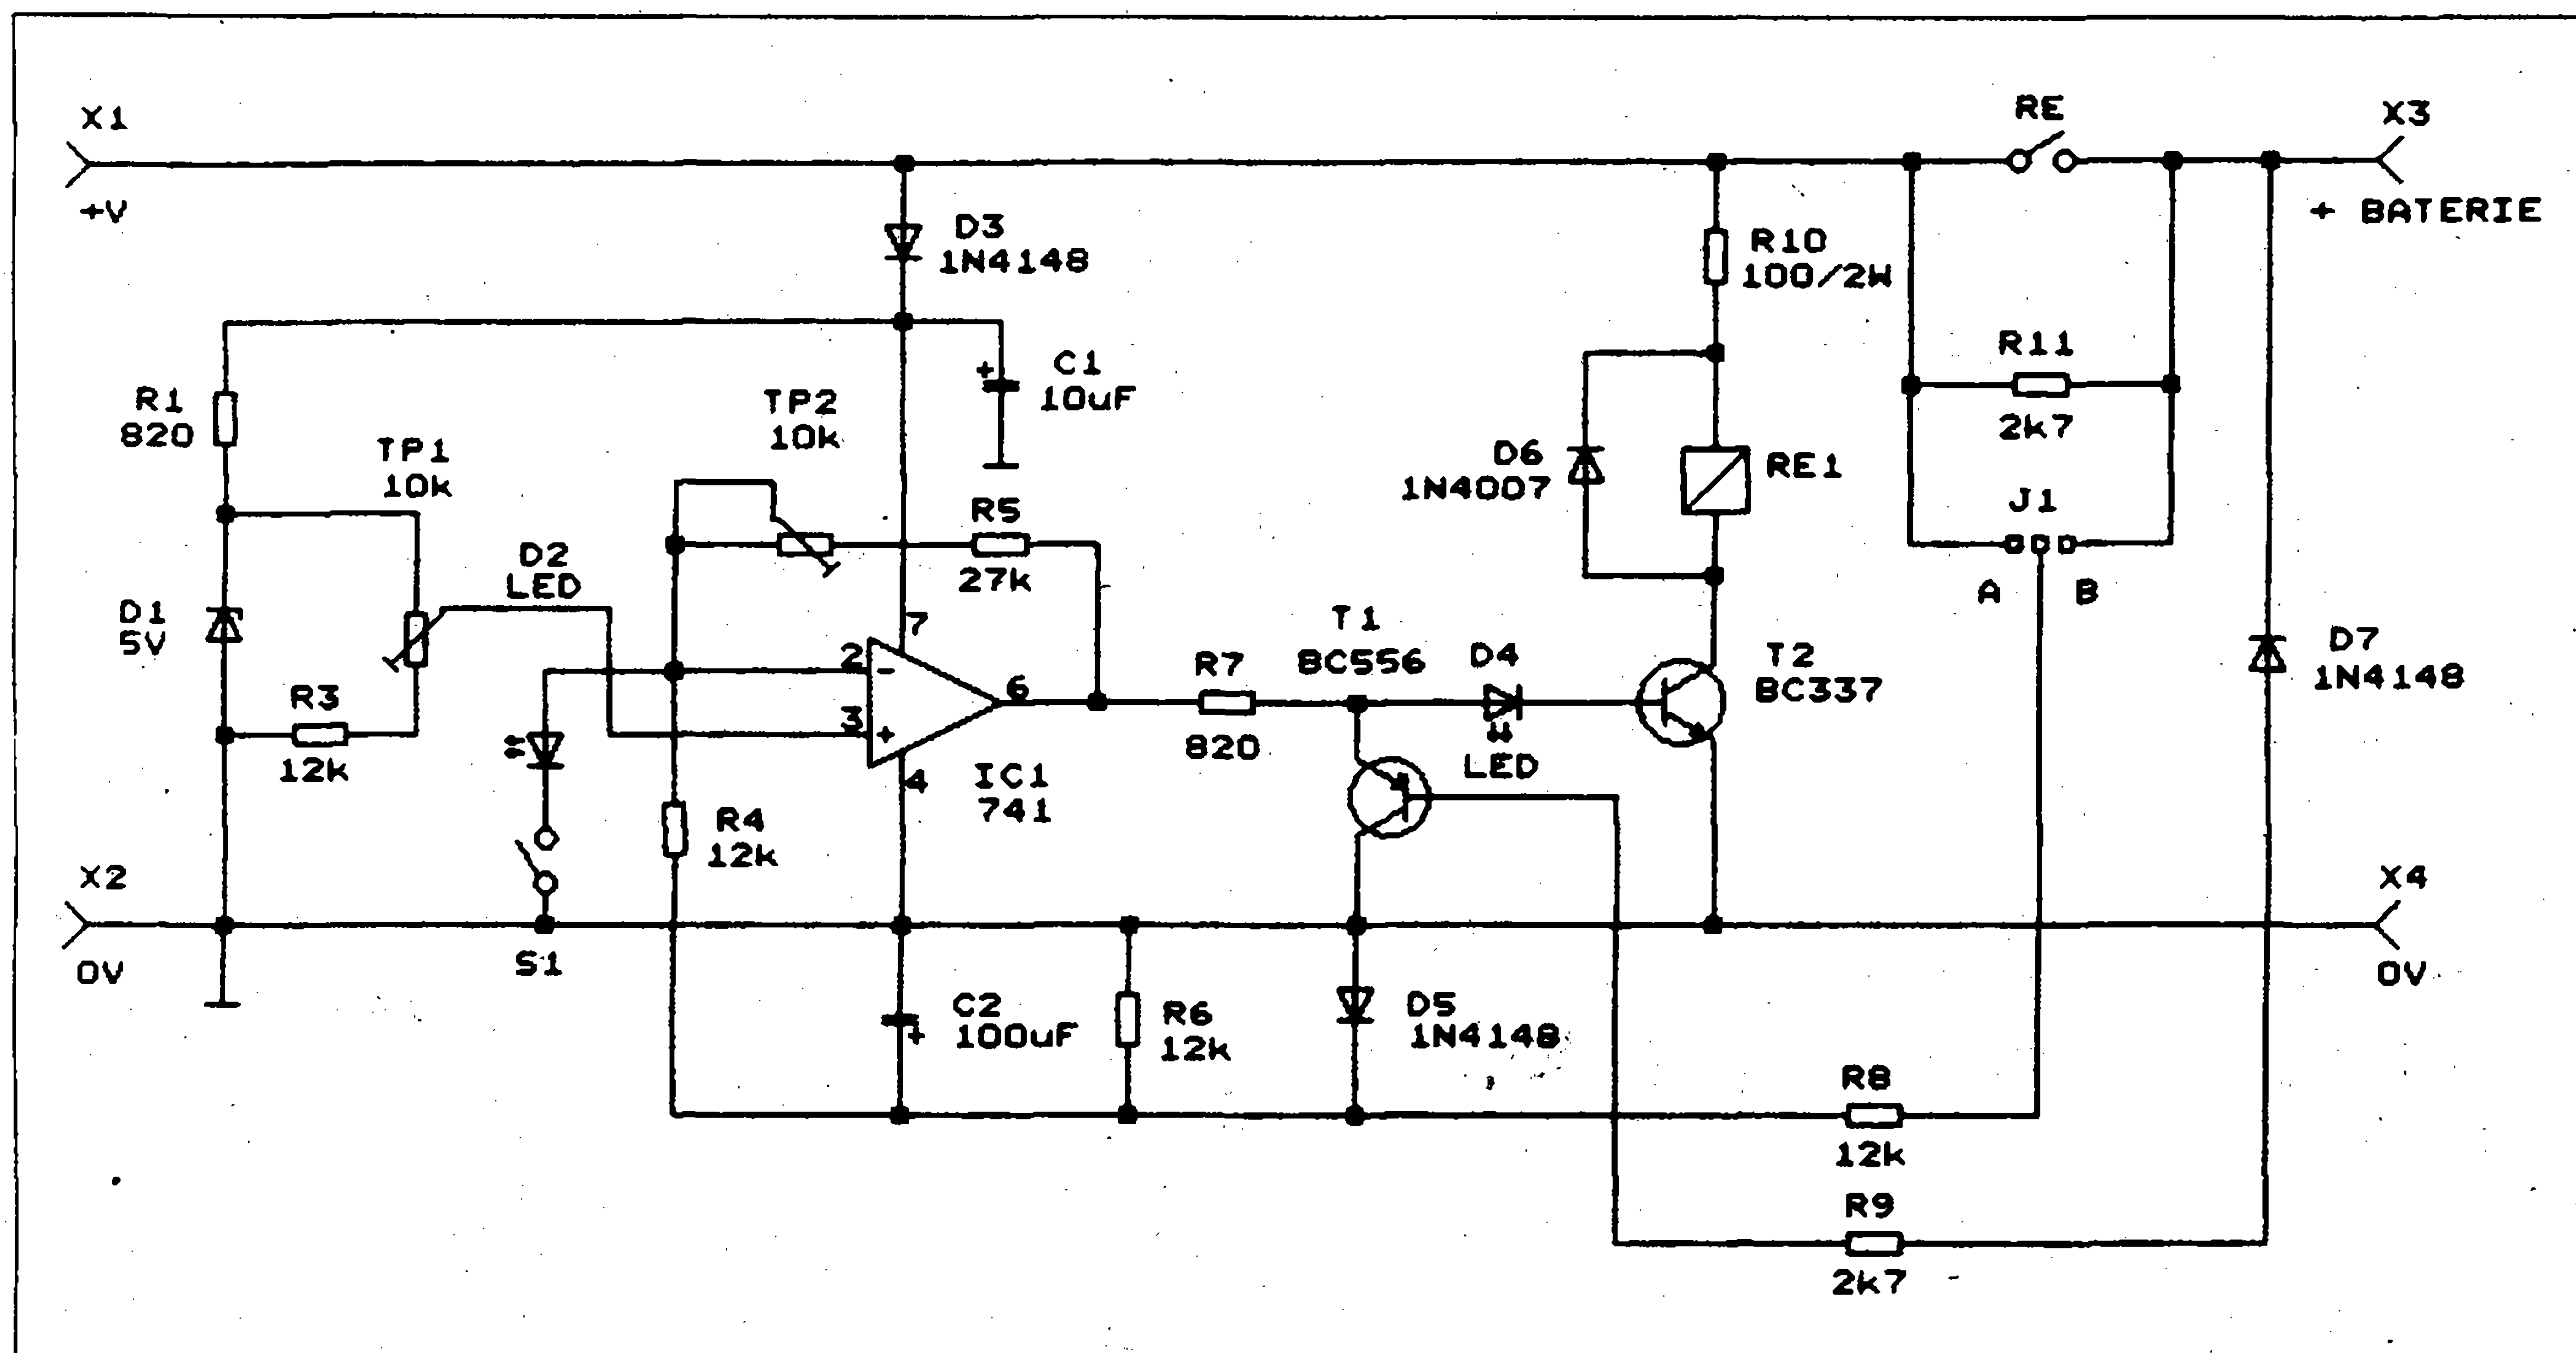 X1
+V
RE
X3
+ BATERIE
D3
1N4148
R10
100/2W
R1
820
TP1
10k
TP2
10k
+
C1
10uF
R11
2k7
D6
1N4007
RE1
J1
A
B
R5
27k
D2
LED
D1
5V
R3
12k
7
2
-
3
+
6
4
IC1
741
R7
820
T1
BC556
D4
LED
T2
BC337
D7
1N4148
R4
12k
X2
0V
S1
X4
0V
C2
100uF
+
R6
12k
D5
1N4148
R8
12k
R9
2k7